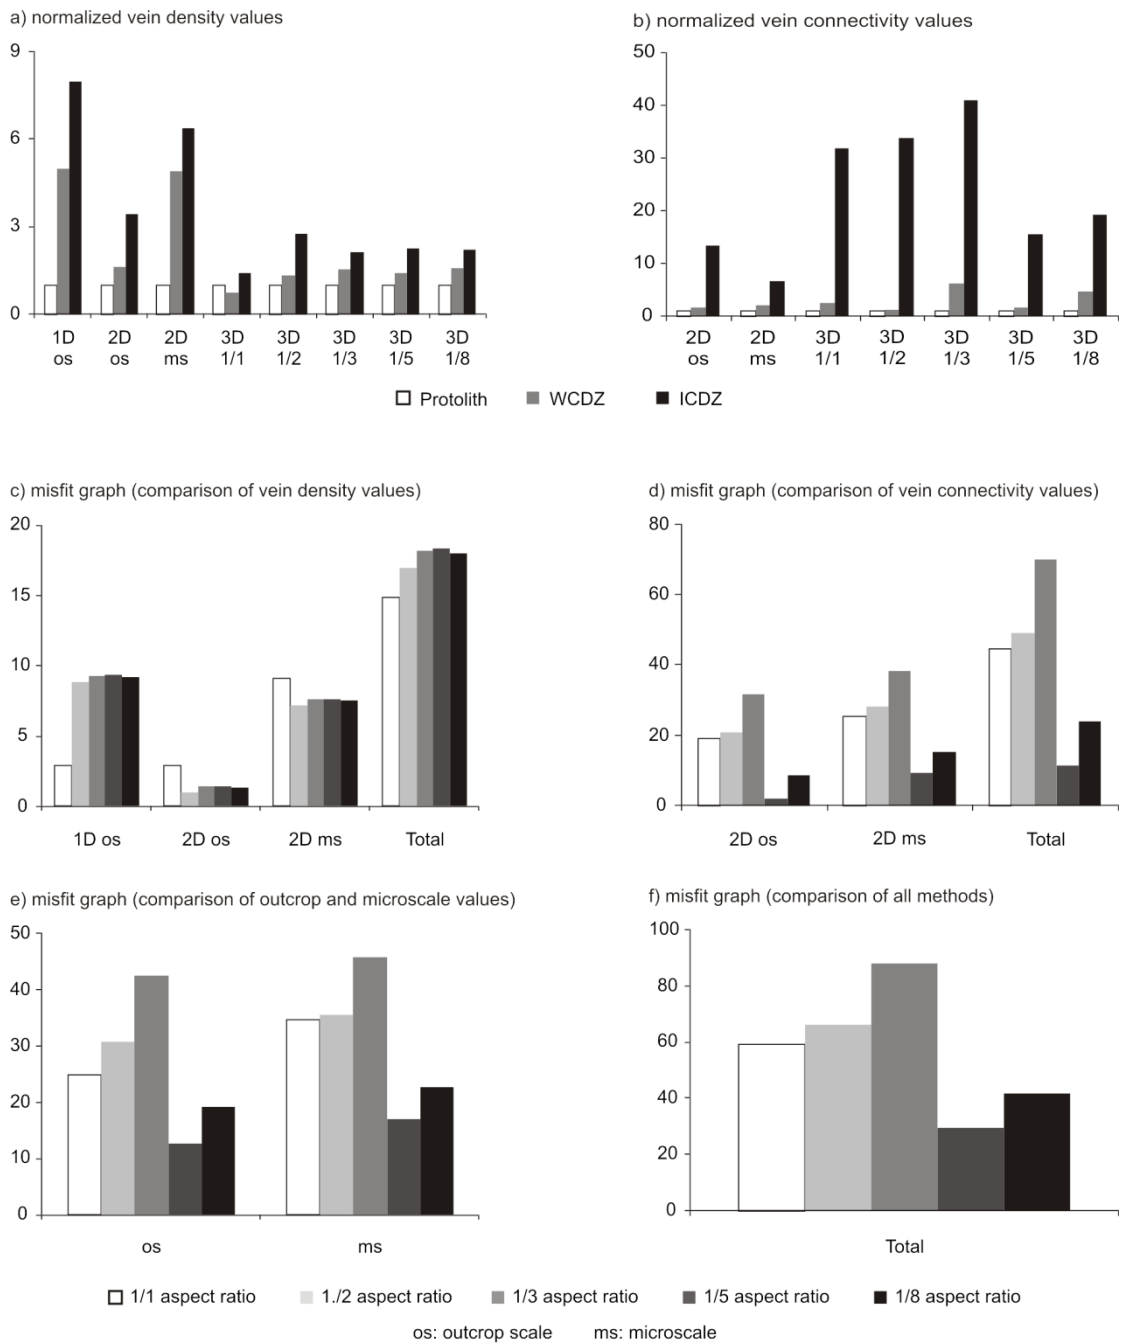 a) normalized vein density values
b) normalized vein connectivity values
9
6
3
0
1D os
2D os
2D ms
3D 1/1
3D 1/2
3D 1/3
3D 1/5
3D 1/8
50
40
30
20
10
0
2D os
2D ms
3D 1/1
3D 1/2
3D 1/3
3D 1/5
3D 1/8
Protolith WCDZ ICDZ
c) misfit graph (comparison of vein density values)
20
15
10
5
0
1D os 2D os 2D ms Total
d) misfit graph (comparison of vein connectivity values)
80
60
40
20
0
2D os 2D ms Total
e) misfit graph (comparison of outcrop and microscale values)
50
40
30
20
10
0
os ms
f) misfit graph (comparison of all methods)
100
80
60
40
20
0
Total
1/1 aspect ratio 1./2 aspect ratio 1/3 aspect ratio 1/5 aspect ratio 1/8 aspect ratio
os: outcrop scale ms: microscale